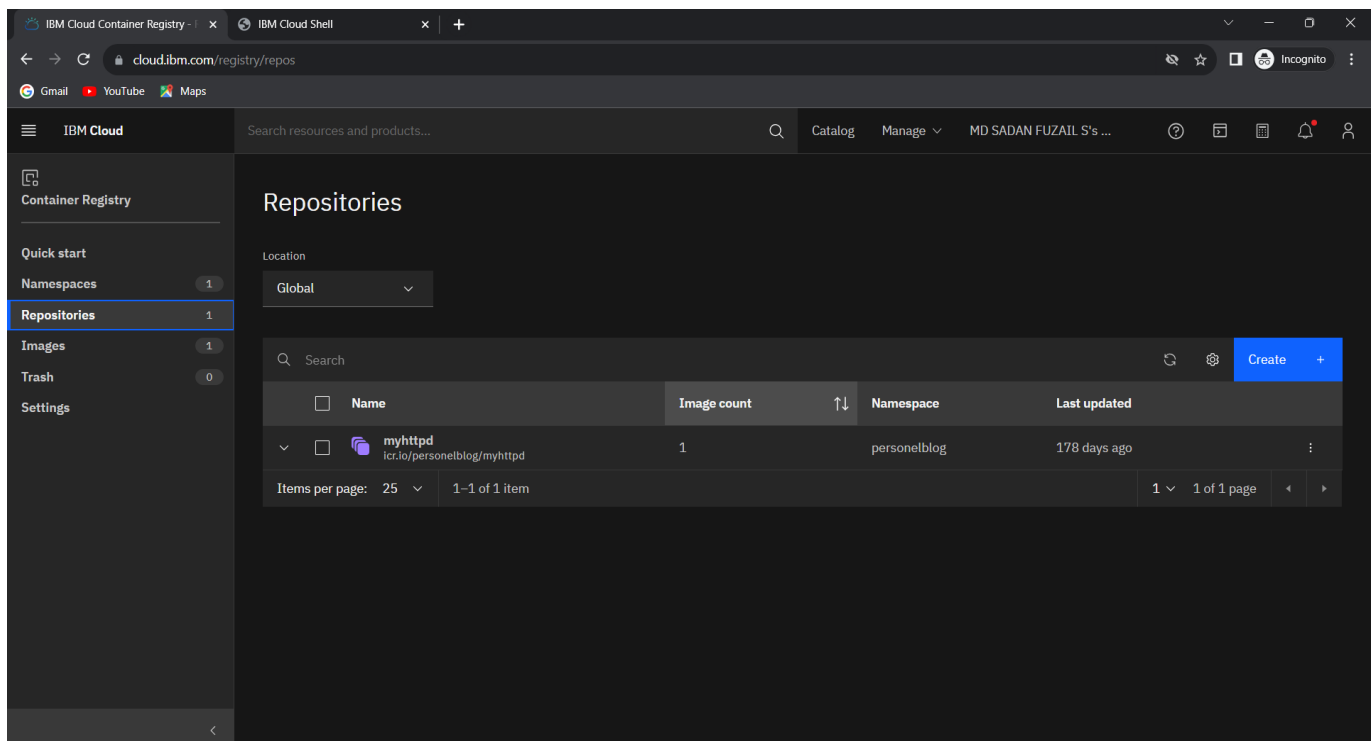 IBM Cloud Container Registry - I
IBM Cloud Shell
cloud.ibm.com/registry/repos
Incognito
Gmail
YouTube
Maps
IBM Cloud
Search resources and products...
Catalog
Manage
MD SADAN FUZAIL S's ...
Container Registry
Quick start
Namespaces 1
Repositories 1
Images 1
Trash 0
Settings
Repositories
Location
Global
Search
Create +
Name Image count Namespace Last updated
myhttpd 1 personelblog 178 days ago
icr.io/personelblog/myhttpd
Items per page: 25 1–1 of 1 item 1 1 of 1 page